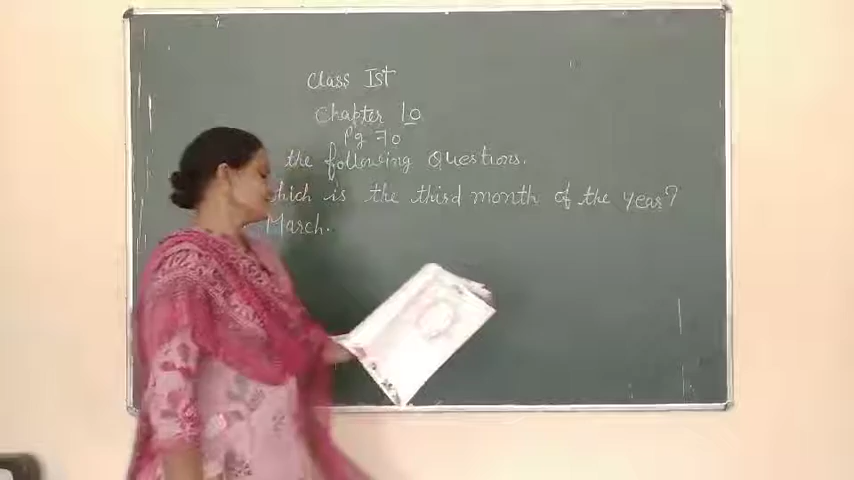 Class Ist
Chapter 10
Pg 70
the following Questions.
hich is the third month of the year?
March.